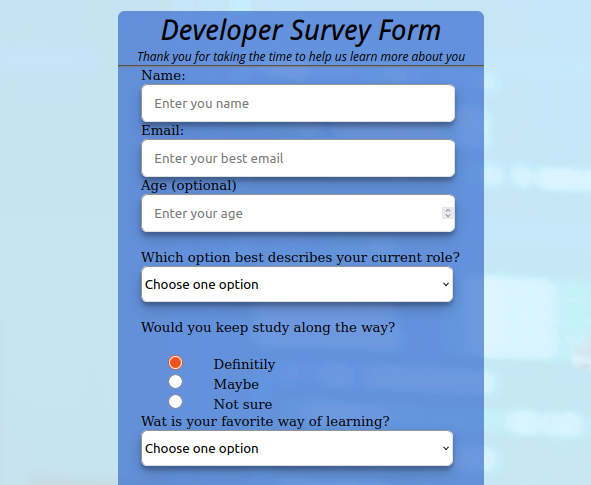 Developer Survey Form
Thank you for taking the time to help us learn more about you
Name:
Enter you name
Email:
Enter your best email
Age (optional)
Enter your age
Which option best describes your current role?
Choose one option
Would you keep study along the way?
Definitily
Maybe
Not sure
Wat is your favorite way of learning?
Choose one option